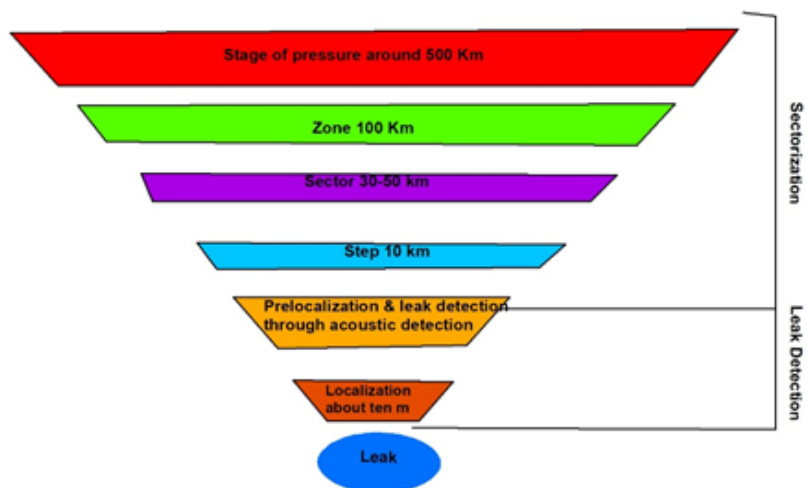 Stage of pressure around 500 Km
Zone 100 Km
Sector 30-50 km
Step 10 km
Prelocalization & leak detection
through acoustic detection
Localization
about ten m
Leak
Sectorization
Leak Detection